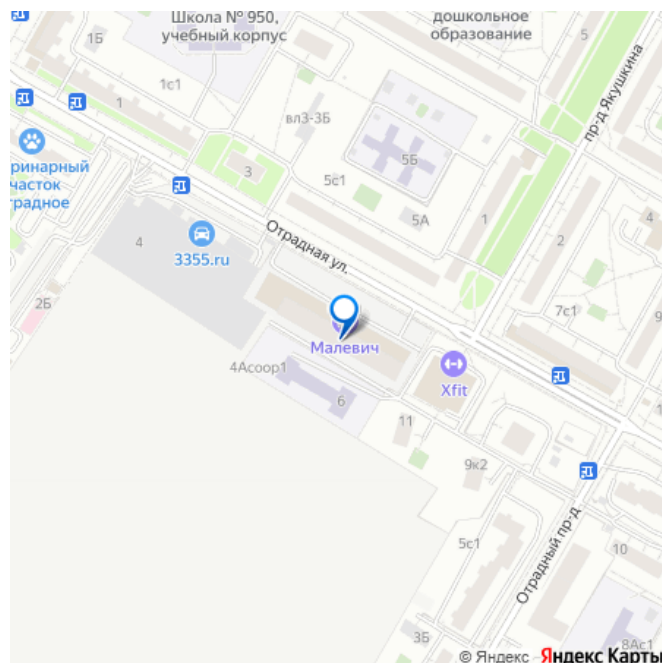 Школа № 950,
учебный корпус
дошкольное
образование
1Б
5
1с1
пр-д Якушкина
1
вл3-3Б
ринарный
часток
традное
3
5Б
5с1
5А
1
4
2
4
3355.ru
Отрадная ул.
2Б
7с1
9
Малевич
4Асоор1
Xfit
6
11
9к2
5с1
Отрадный пр-д
10
3Б
8Ас1
© Яндекс Яндекс Карты